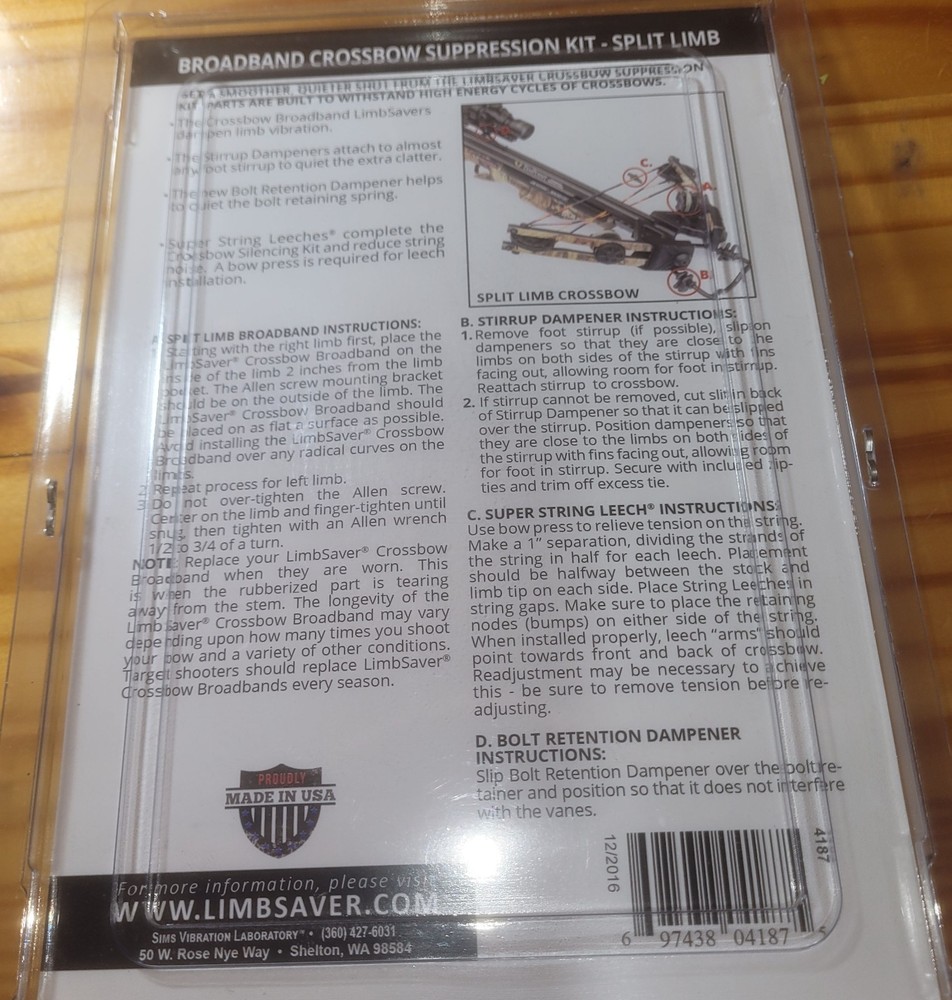 BROADBAND CROSSBOW SUPPRESSION KIT - SPLIT LIMB
GET A SMOOTHER, QUIETER SHOT FROM THE LIMBSAVER CROSSBOW SUPPRESSION
KIT. PARTS ARE BUILT TO WITHSTAND HIGH ENERGY CYCLES OF CROSSBOWS.
• The Crossbow Broadband LimbSavers
dampen limb vibration.
• The Stirrup Dampeners attach to almost
any foot stirrup to quiet the extra clatter.
• The new Bolt Retention Dampener helps
to quiet the bolt retaining spring.
• Super String Leeches® complete the
Crossbow Silencing Kit and reduce string
noise. A bow press is required for leech
installation.
C.
A.
B.
SPLIT LIMB CROSSBOW
A. SPLIT LIMB BROADBAND INSTRUCTIONS:
1. Starting with the right limb first, place the
LimbSaver® Crossbow Broadband on the
inside of the limb 2 inches from the limb
pocket. The Allen screw mounting bracket
should be on the outside of the limb. The
LimbSaver® Crossbow Broadband should
be placed on as flat a surface as possible.
Avoid installing the LimbSaver® Crossbow
Broadband over any radical curves on the
limbs.
2. Repeat process for left limb.
3. Do not over-tighten the Allen screw.
Center on the limb and finger-tighten until
snug, then tighten with an Allen wrench
1/2 to 3/4 of a turn.
NOTE: Replace your LimbSaver® Crossbow
Broadband when they are worn. This
is when the rubberized part is tearing
away from the stem. The longevity of the
LimbSaver® Crossbow Broadband may vary
depending upon how many times you shoot
your bow and a variety of other conditions.
Target shooters should replace LimbSaver®
Crossbow Broadbands every season.
B. STIRRUP DAMPENER INSTRUCTIONS:
1. Remove foot stirrup (if possible), slip on
dampeners so that they are close to the
limbs on both sides of the stirrup with fins
facing out, allowing room for foot in stirrup.
Reattach stirrup to crossbow.
2. If stirrup cannot be removed, cut slit in back
of Stirrup Dampener so that it can be slipped
over the stirrup. Position dampeners so that
they are close to the limbs on both sides of
the stirrup with fins facing out, allowing room
for foot in stirrup. Secure with included zip-
ties and trim off excess tie.
C. SUPER STRING LEECH® INSTRUCTIONS:
Use bow press to relieve tension on the string.
Make a 1” separation, dividing the strands of
the string in half for each leech. Placement
should be halfway between the stock and
limb tip on each side. Place String Leeches in
string gaps. Make sure to place the retaining
nodes (bumps) on either side of the string.
When installed properly, leech “arms” should
point towards front and back of crossbow.
Readjustment may be necessary to achieve
this - be sure to remove tension before re-
adjusting.
D. BOLT RETENTION DAMPENER
INSTRUCTIONS:
Slip Bolt Retention Dampener over the bolt re-
tainer and position so that it does not interfere
with the vanes.
PROUDLY
MADE IN USA
For more information, please visit
WWW.LIMBSAVER.COM
SIMS VIBRATION LABORATORY™ • (360) 427-6031
50 W. Rose Nye Way • Shelton, WA 98584
12/2016
4187
6 97438 04187 5